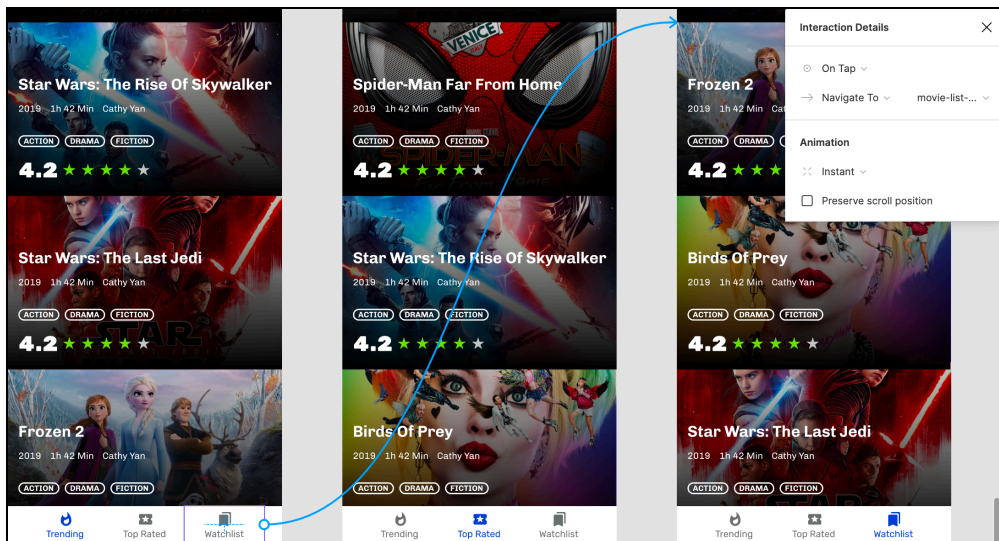 Star Wars: The Rise Of Skywalker
2019 1h 42 Min Cathy Yan
ACTION DRAMA FICTION
4.2
Star Wars: The Last Jedi
2019 1h 42 Min Cathy Yan
ACTION DRAMA FICTION
4.2
STAR
Frozen 2
2019 1h 42 Min Cathy Yan
ACTION DRAMA FICTION
Trending Top Rated Watchlist
VENICE
Spider-Man Far From Home
2019 1h 42 Min Cathy Yan
ACTION DRAMA FICTION
SPIDER-MAN
4.2
Star Wars: The Rise Of Skywalker
2019 1h 42 Min Cathy Yan
ACTION DRAMA FICTION
4.2
Birds Of Prey
2019 1h 42 Min Cathy Yan
ACTION DRAMA FICTION
Trending Top Rated Watchlist
Frozen 2
2019 1h 42 Min Cat
ACTION DRAMA
4.2
Birds Of Prey
2019 1h 42 Min Cathy Yan
ACTION DRAMA FICTION
4.2
Star Wars: The Last Jedi
2019 1h 42 Min Cathy Yan
ACTION DRAMA FICTION
Trending Top Rated Watchlist
Interaction Details
On Tap
Navigate To movie-list-...
Animation
Instant
Preserve scroll position